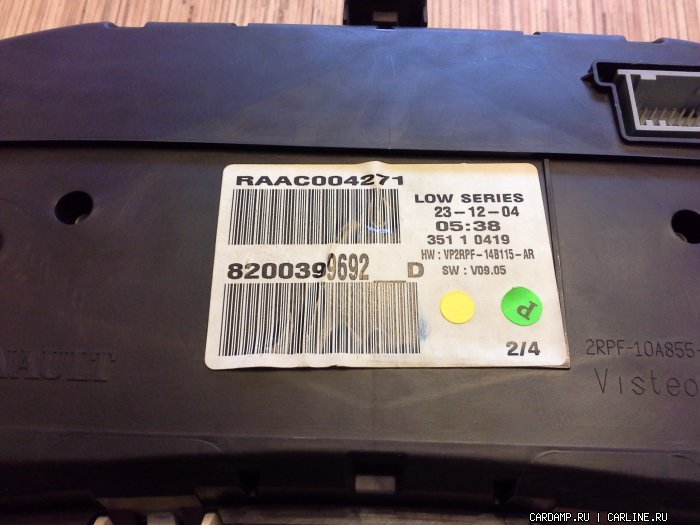 RAAC004271
LOW SERIES
23-12-04
05:38
351 1 0419
HW : VP2RPF-14B115-AR
SW : V09.05
8200399692 D
P
2/4
NAULT
2RPF-10A855-
Visteo
CARDAMP.RU | CARLINE.RU